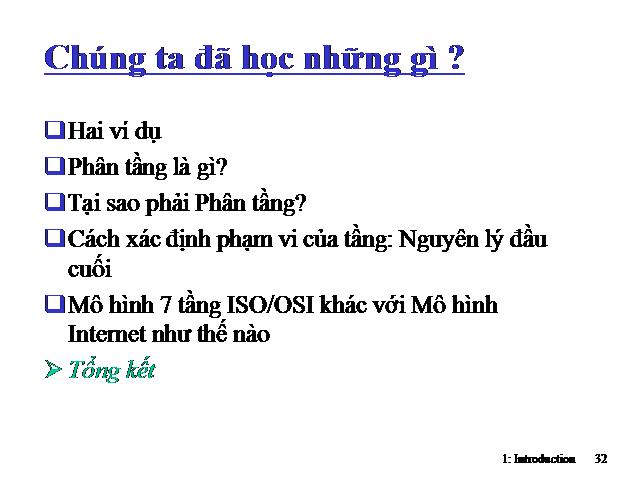 Chúng ta đã học những gì ?
Hai ví dụ
Phân tầng là gì?
Tại sao phải Phân tầng?
Cách xác định phạm vi của tầng: Nguyên lý đầu
cuối
Mô hình 7 tầng ISO/OSI khác với Mô hình
Internet như thế nào
Tổng kết
1: Introduction 32